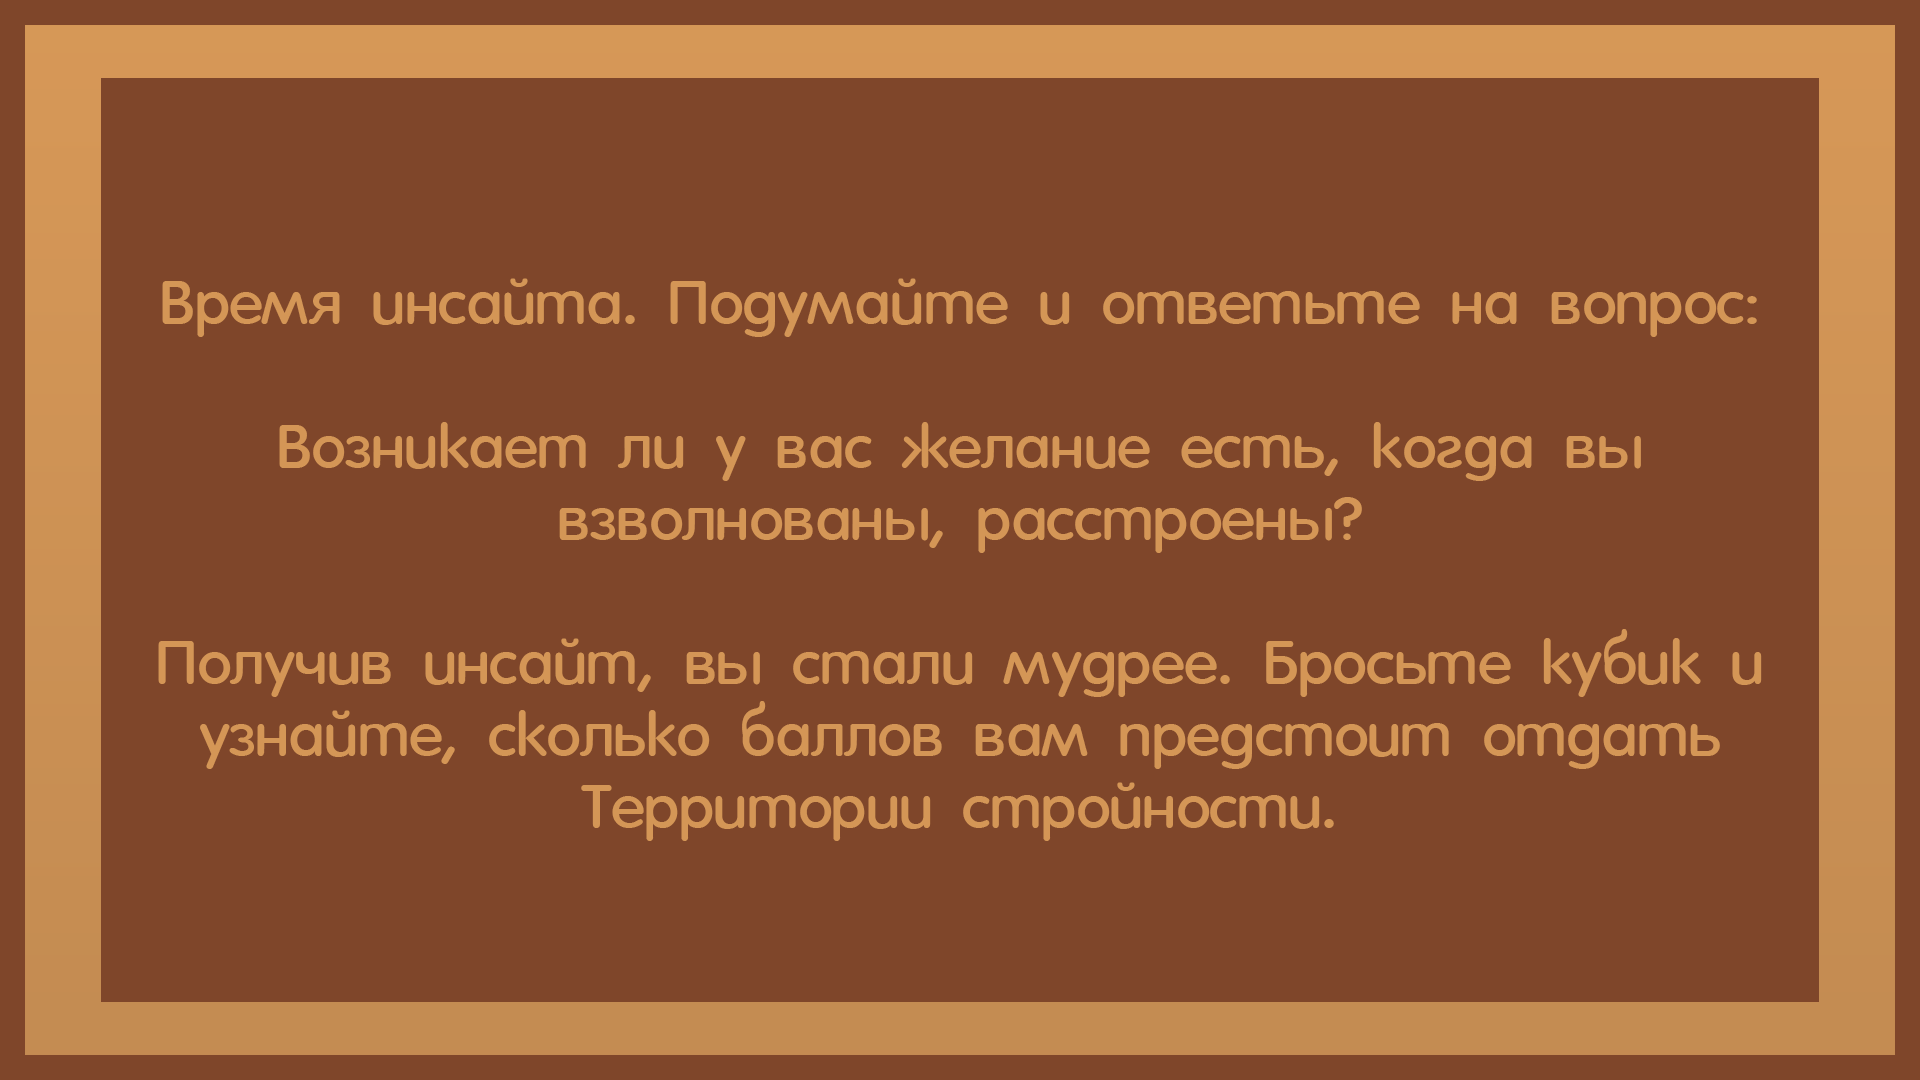 Время инсайта. Подумайте и ответьте на вопрос:
Возникает ли у вас желание есть, когда вы
взволнованы, расстроены?
Получив инсайт, вы стали мудрее. Бросьте кубик и
узнайте, сколько баллов вам предстоит отдать
Территории стройности.